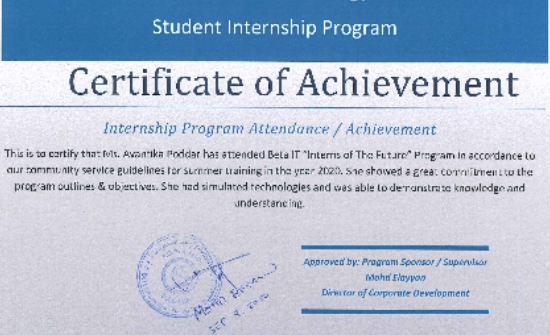 Student Internship Program
Certificate of Achievement
Internship Program Attendance / Achievement
This is to certify that Ms. Avantika Poddar has attended Beta IT "Interns of The Future" Program in accordance to
our community service guidelines for summer training in the year 2020. She showed a great commitment to the
program outlines & objectives. She had simulated technologies and was able to demonstrate knowledge and
understanding.
Approved by: Program Sponsor / Supervisor
Mohd Elayyan
Director of Corporate Development
SEP 9. 2020